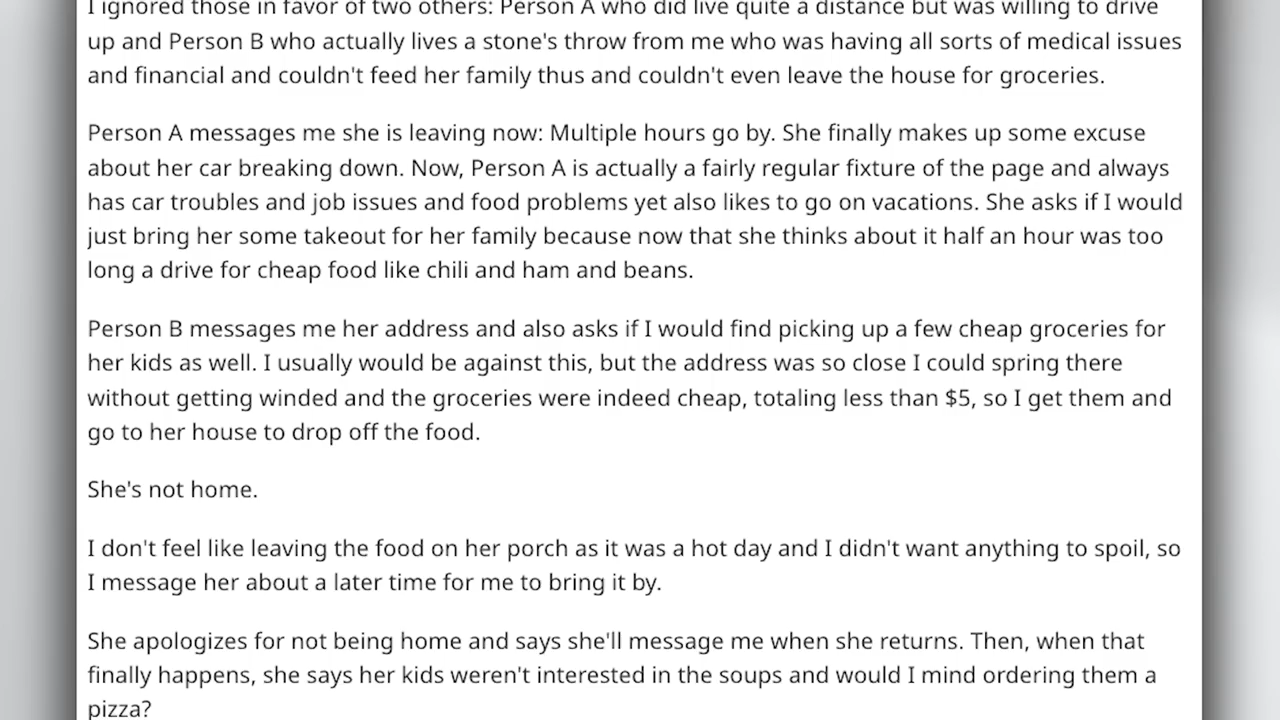 I ignored those in favor of two others: Person A who did live quite a distance but was willing to drive
up and Person B who actually lives a stone's throw from me who was having all sorts of medical issues
and financial and couldn't feed her family thus and couldn't even leave the house for groceries.
Person A messages me she is leaving now: Multiple hours go by. She finally makes up some excuse
about her car breaking down. Now, Person A is actually a fairly regular fixture of the page and always
has car troubles and job issues and food problems yet also likes to go on vacations. She asks if I would
just bring her some takeout for her family because now that she thinks about it half an hour was too
long a drive for cheap food like chili and ham and beans.
Person B messages me her address and also asks if I would find picking up a few cheap groceries for
her kids as well. I usually would be against this, but the address was so close I could spring there
without getting winded and the groceries were indeed cheap, totaling less than $5, so I get them and
go to her house to drop off the food.
She's not home.
I don't feel like leaving the food on her porch as it was a hot day and I didn't want anything to spoil, so
I message her about a later time for me to bring it by.
She apologizes for not being home and says she'll message me when she returns. Then, when that
finally happens, she says her kids weren't interested in the soups and would I mind ordering them a
pizza?